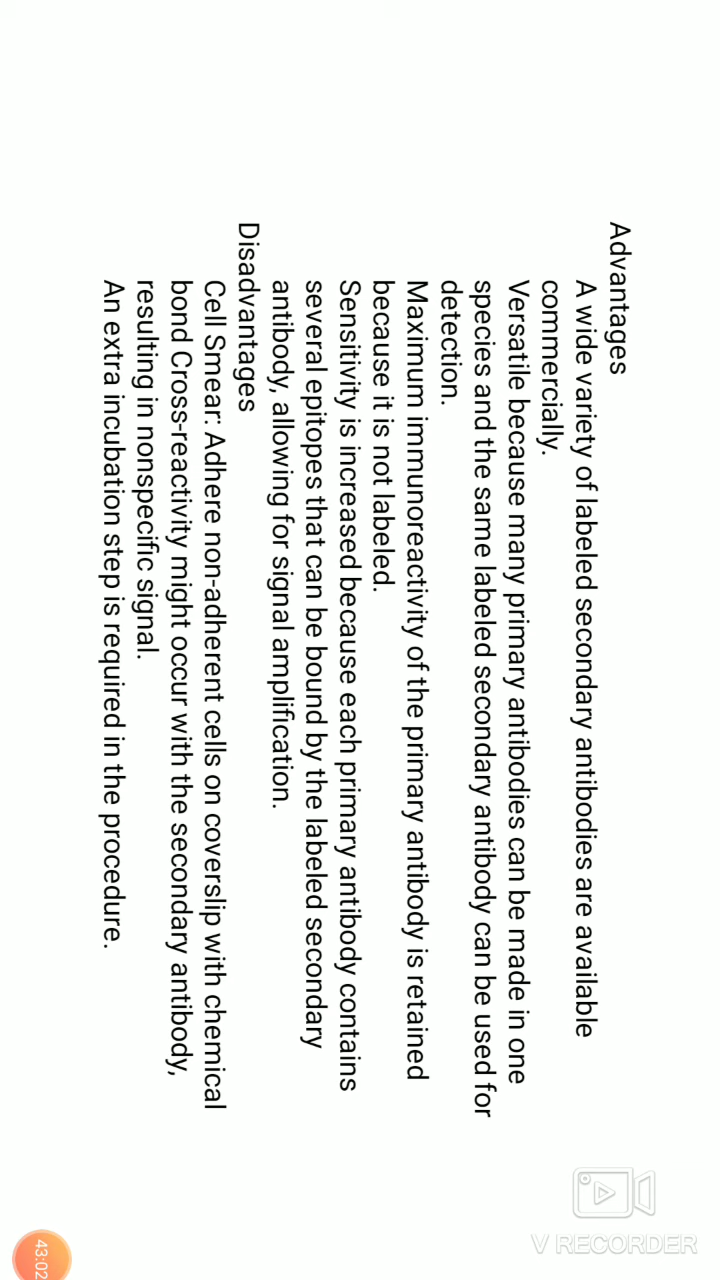 Advantages
A wide variety of labeled secondary antibodies are available
commercially.
Versatile because many primary antibodies can be made in one
species and the same labeled secondary antibody can be used for
detection.
Maximum immunoreactivity of the primary antibody is retained
because it is not labeled.
Sensitivity is increased because each primary antibody contains
several epitopes that can be bound by the labeled secondary
antibody, allowing for signal amplification.
Disadvantages
Cell Smear: Adhere non-adherent cells on coverslip with chemical
bond Cross-reactivity might occur with the secondary antibody,
resulting in nonspecific signal.
An extra incubation step is required in the procedure.
V RECORDER
43:02